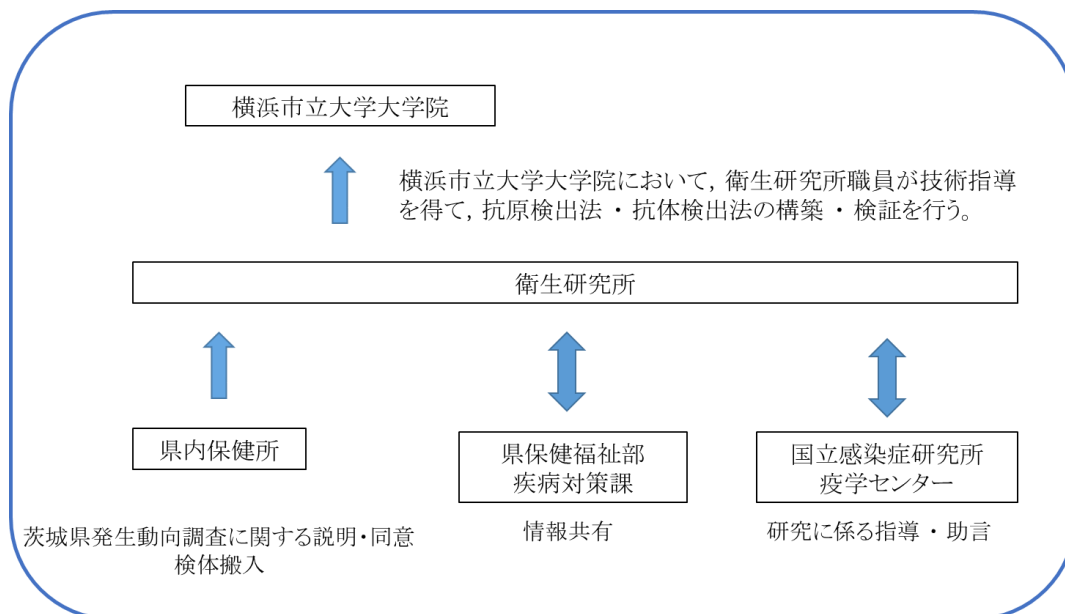 横浜市立大学大学院
横浜市立大学大学院において, 衛生研究所職員が技術指導
を得て, 抗原検出法・抗体検出法の構築・検証を行う。
衛生研究所
県内保健所
県保健福祉部
疾病対策課
国立感染症研究所
疫学センター
茨城県発生動向調査に関する説明・同意
検体搬入
情報共有
研究に係る指導・助言